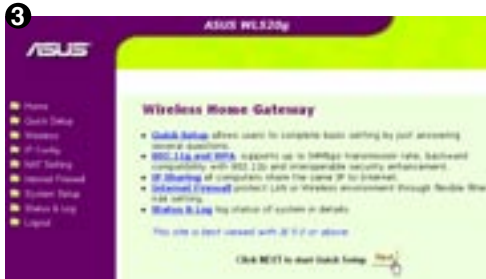 3
ASUS WL520g
ASUS
Home
Quick Setup
Wireless
IP Config
NAT Setting
Internet Firewall
System Setup
Status & Log
Logout
Wireless Home Gateway
Quick Setup allows users to complete basic setting by just answering
several questions.
802.11g and WPA supports up to 54Mbps transmission rate, backward
compatibility with 802.11b and interoperable security enhancement.
IP Sharing all computers share the same IP to Internet.
Internet Firewall protect LAN or Wireless environment through flexible filter
rule setting.
Status & Log log status of system in details.
This site is best viewed with IE 5.0 or above
Click NEXT to start Quick Setup Next